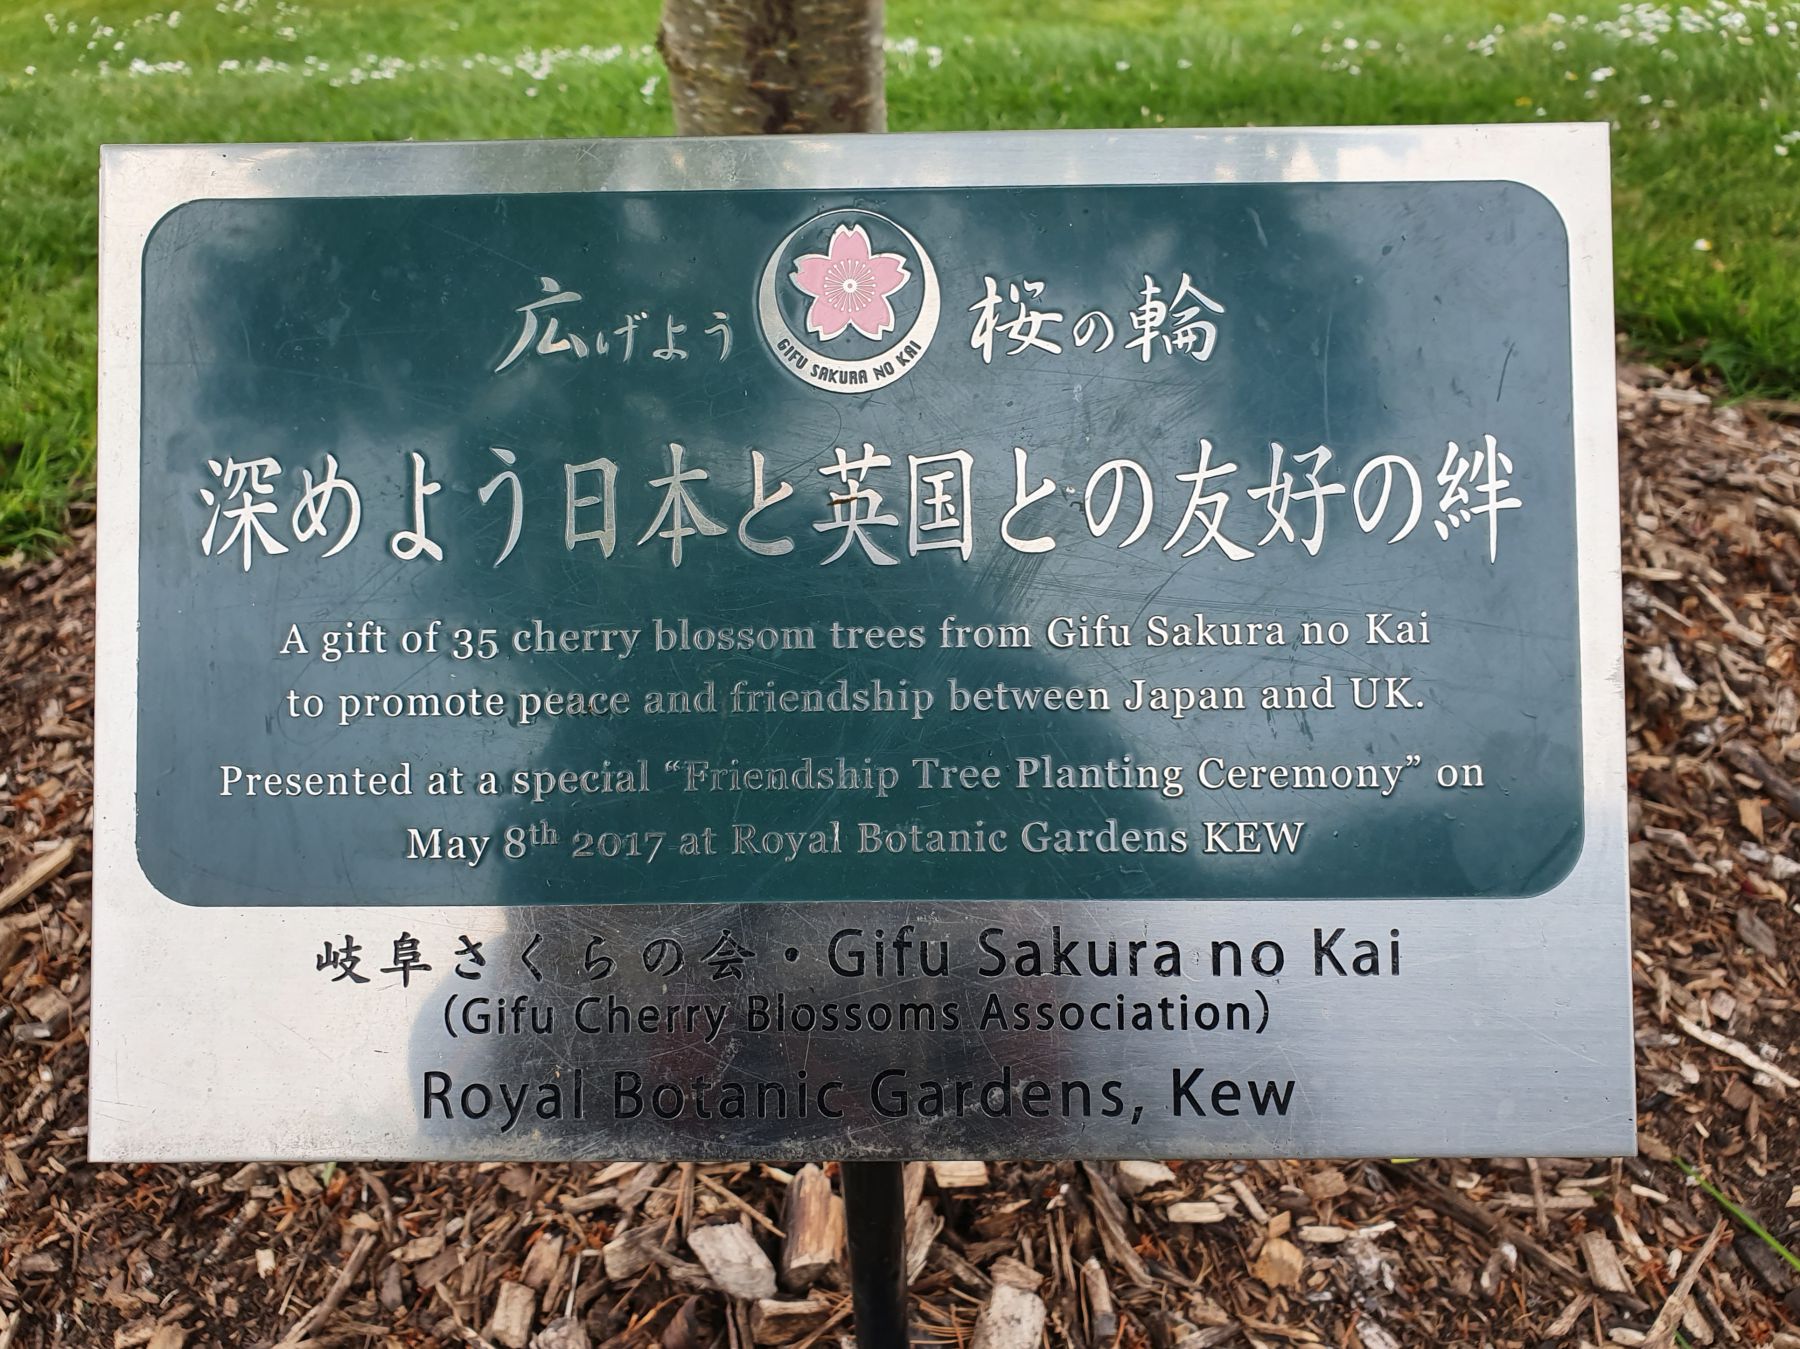 広げよう 桜の輪
GIFU SAKURA NO KAI
深めよう日本と英国との友好の絆
A gift of 35 cherry blossom trees from Gifu Sakura no Kai
to promote peace and friendship between Japan and UK.
Presented at a special “Friendship Tree Planting Ceremony” on
May 8th 2017 at Royal Botanic Gardens KEW
岐阜さくらの会・Gifu Sakura no Kai
(Gifu Cherry Blossoms Association)
Royal Botanic Gardens, Kew